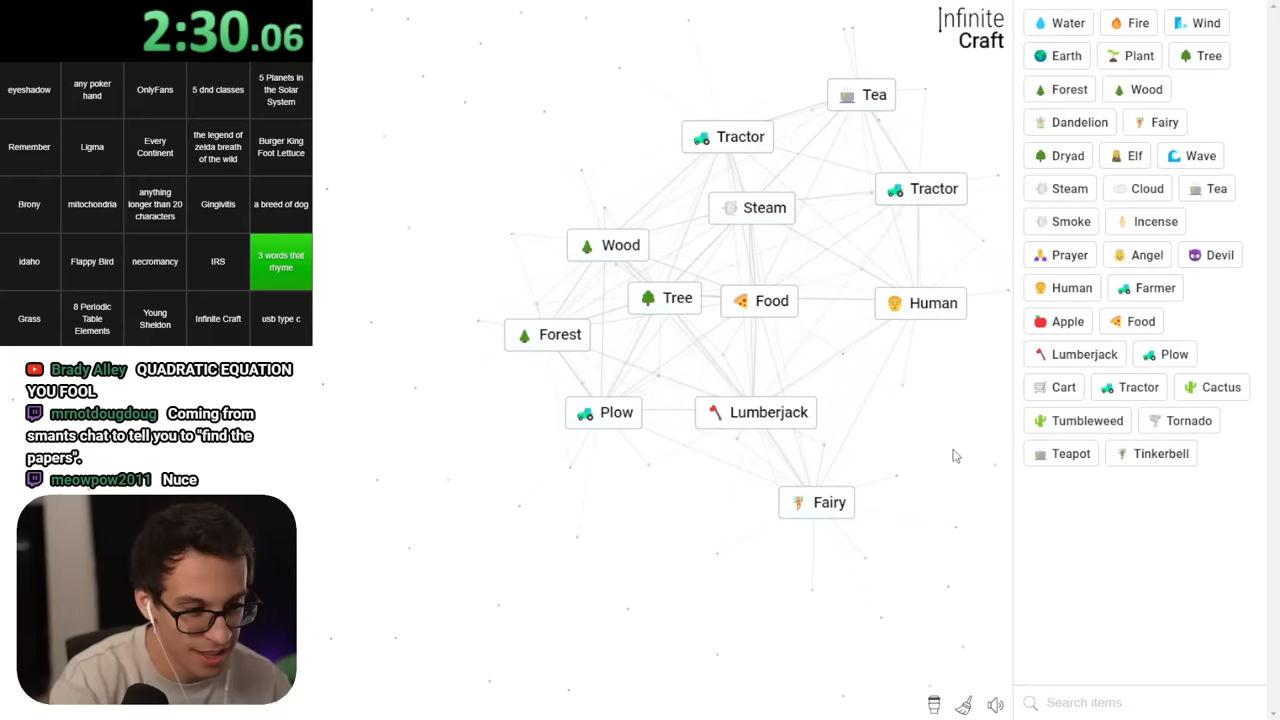 2:30.06
eyeshadow
any poker
hand
OnlyFans
5 dnd classes
5 Planets in
the Solar
System
Remember
Ligma
Every
Continent
the legend of
zelda breath
of the wild
Burger King
Foot Lettuce
Brony
mitochondria
anything
longer than 20
characters
Gingivitis
a breed of dog
Idaho
Flappy Bird
necromancy
IRS
3 words that
rhyme
Grass
8 Periodic
Table
Elements
Young
Sheldon
Infinite Craft
usb type c
Brady Alley QUADRATIC EQUATION
YOU FOOL
mrnotdougdoug Coming from
smants chat to tell you to "find the
papers".
meowpow2011 Nuce
Infinite
Craft
Tea
Tractor
Tractor
Steam
Wood
Tree
Food
Human
Forest
Plow
Lumberjack
Fairy
Water Fire Wind
Earth Plant Tree
Forest Wood
Dandelion Fairy
Dryad Elf Wave
Steam Cloud Tea
Smoke Incense
Prayer Angel Devil
Human Farmer
Apple Food
Lumberjack Plow
Cart Tractor Cactus
Tumbleweed Tornado
Teapot Tinkerbell
Search items.